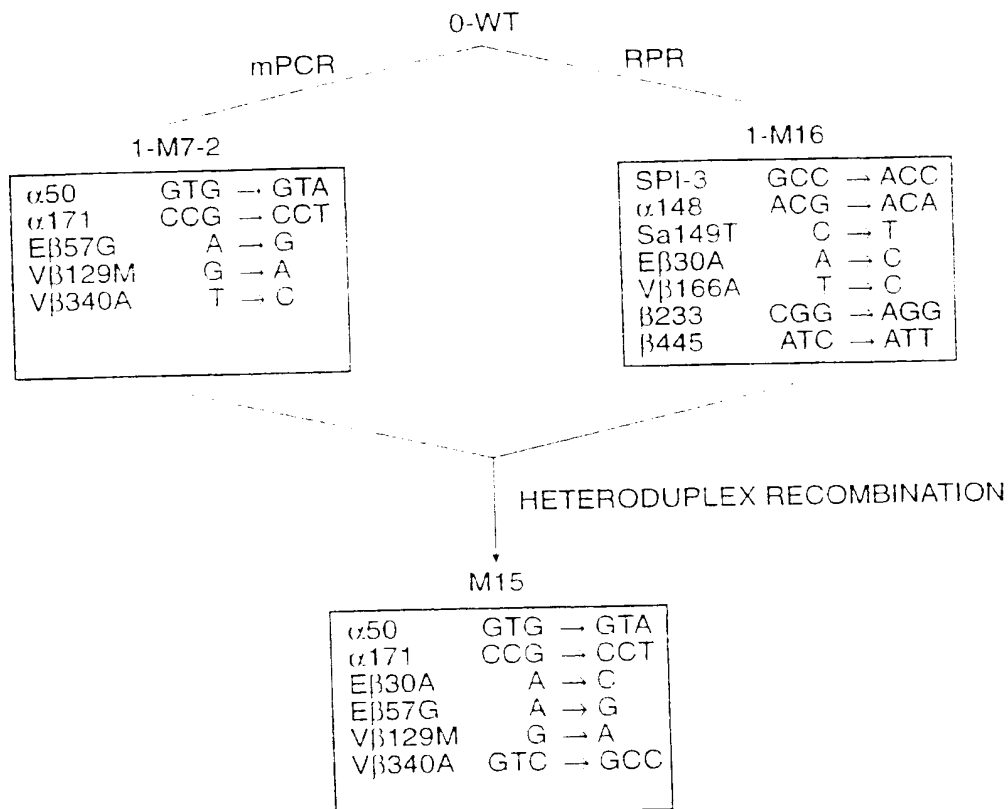 0-WT
mPCR
RPR
1-M7-2
α50 GTG → GTA
α171 CCG → CCT
Eβ57G A → G
Vβ129M G → A
Vβ340A T → C
1-M16
SPI-3 GCC → ACC
α148 ACG → ACA
Sa149T C → T
Eβ30A A → C
Vβ166A T → C
β233 CGG → AGG
β445 ATC → ATT
HETERODUPLEX RECOMBINATION
M15
α50 GTG → GTA
α171 CCG → CCT
Eβ30A A → C
Eβ57G A → G
Vβ129M G → A
Vβ340A GTC → GCC